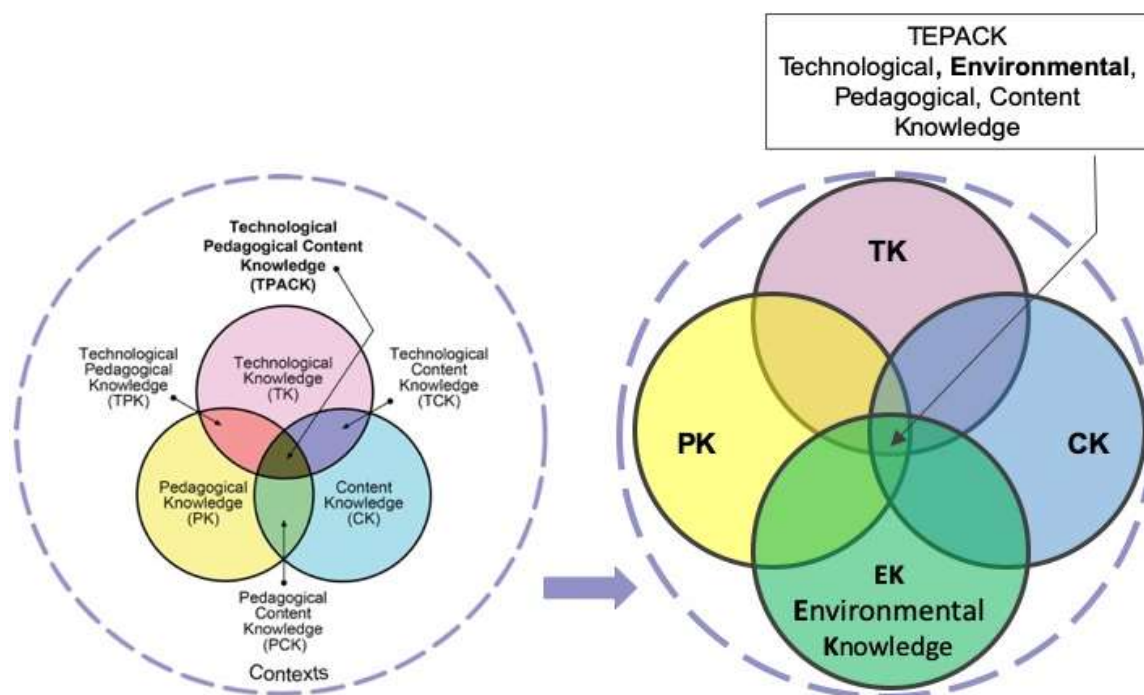 Technological
Pedagogical Content
Knowledge
(TPACK)
Technological
Pedagogical
Knowledge
(TPK)
Technological
Knowledge
(TK)
Technological
Content
Knowledge
(TCK)
Pedagogical
Knowledge
(PK)
Content
Knowledge
(CK)
Pedagogical
Content
Knowledge
(PCK)
Contexts
TEPACK
Technological, Environmental,
Pedagogical, Content
Knowledge
TK
PK
CK
EK
Environmental
Knowledge